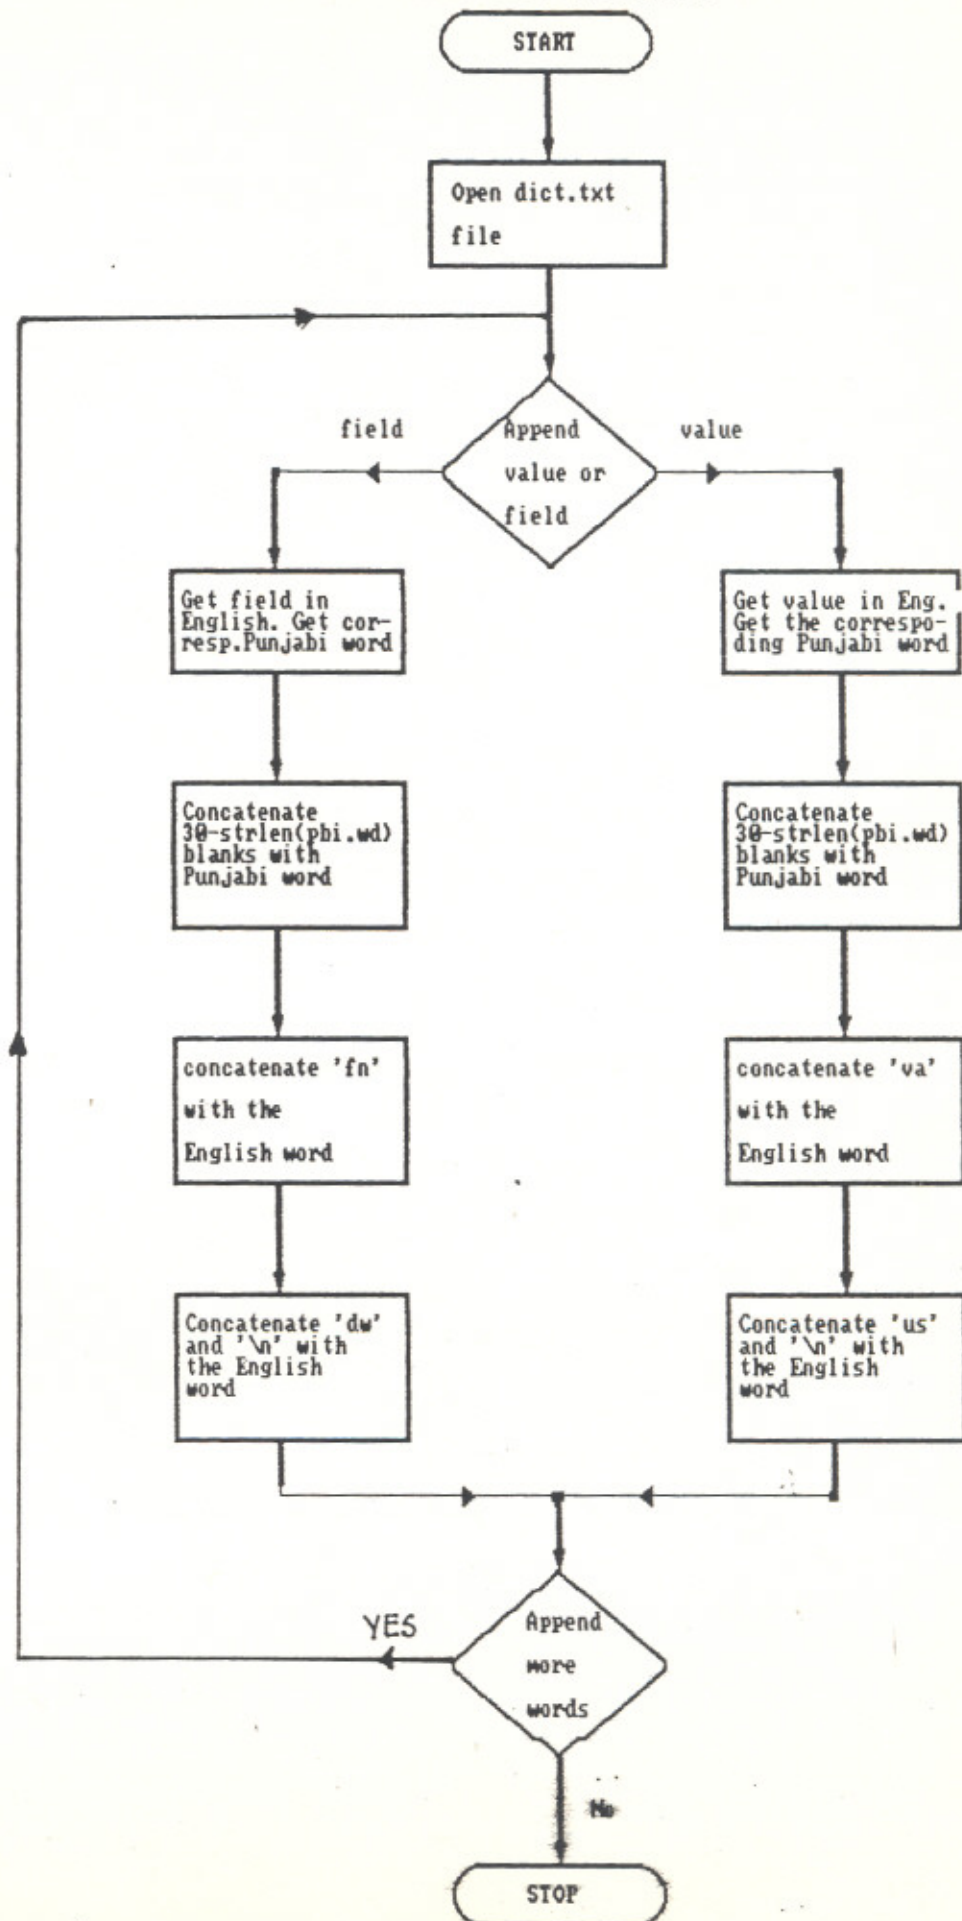 START
Open dict.txt
file
field
Append
value or
field
value
Get field in
English. Get cor-
resp.Punjabi word
Get value in Eng.
Get the correspo-
ding Punjabi word
Concatenate
30-strlen(pbi.wd)
blanks with
Punjabi word
Concatenate
30-strlen(pbi.wd)
blanks with
Punjabi word
concatenate 'fn'
with the
English word
concatenate 'va'
with the
English word
Concatenate 'dw'
and '\n' with
the English
word
Concatenate 'us'
and '\n' with
the English
word
YES
Append
more
words
No
STOP